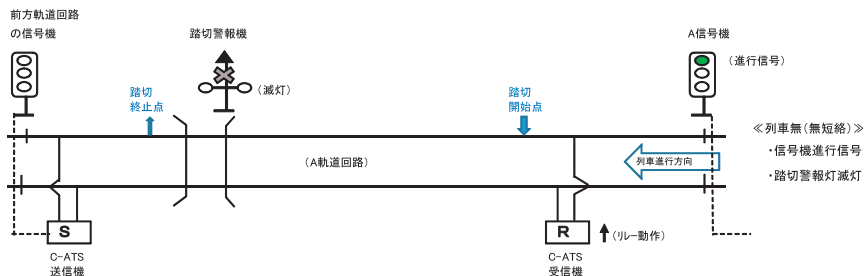 前方軌道回路
の信号機
踏切警報機
(滅灯)
A信号機
(進行信号)
踏切
終止点
踏切
開始点
≪列車無(無短絡)≫
・信号機進行信号
・踏切警報灯滅灯
(A軌道回路)
列車進行方向
S
C-ATS
送信機
R
(リレー動作)
C-ATS
受信機